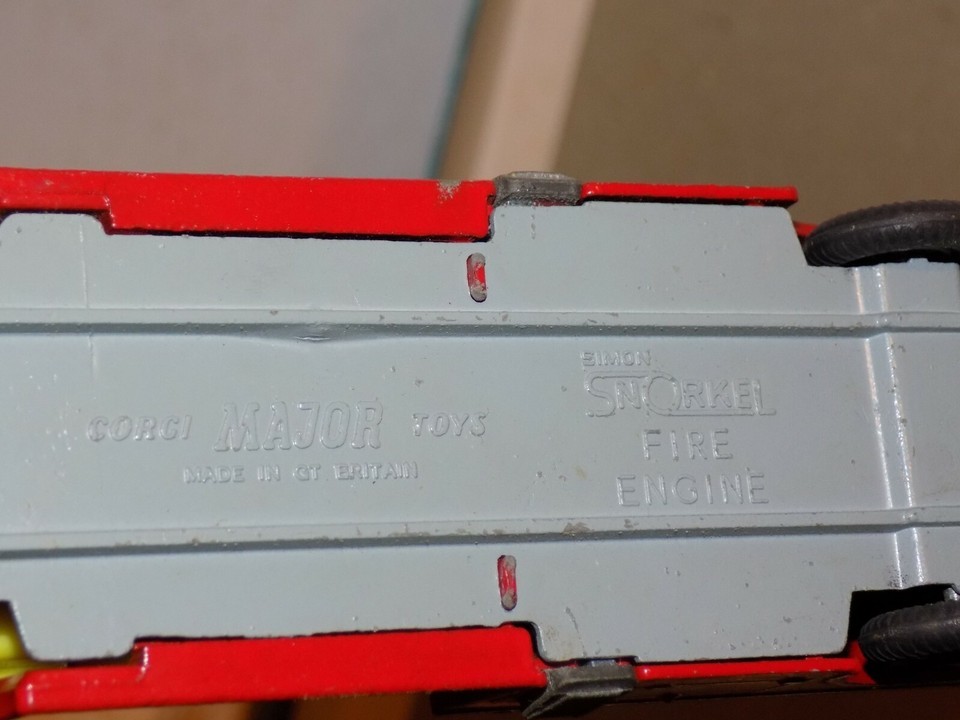 CORGI MAJOR TOYS
MADE IN GT BRITAIN
SIMON
SNORKEL
FIRE
ENGINE